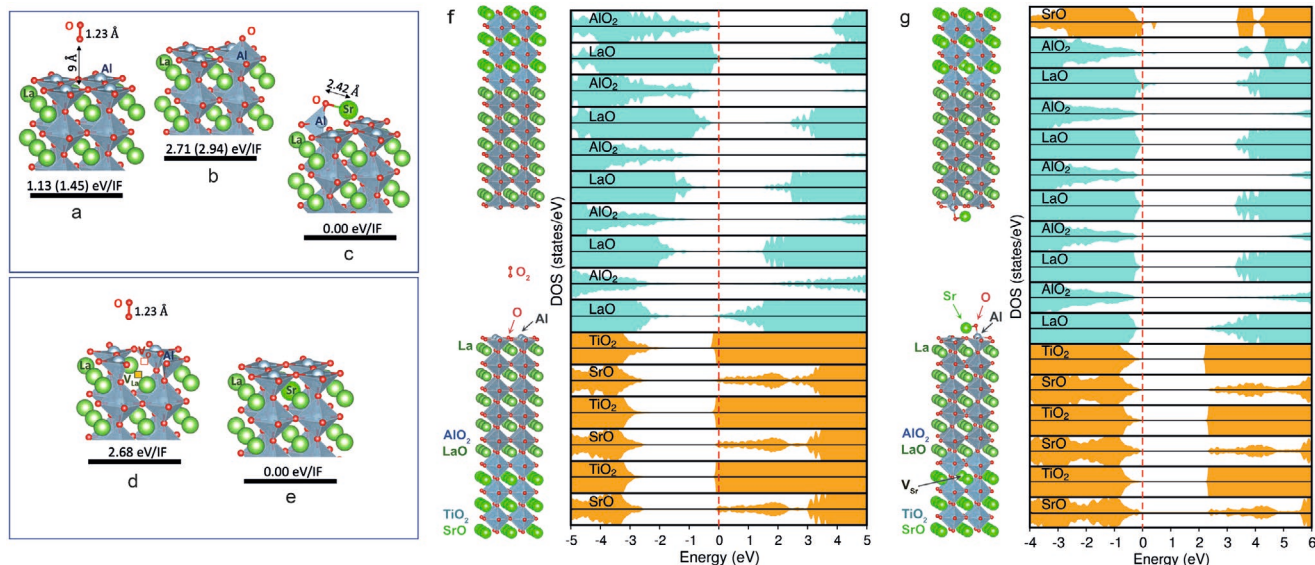 O
1.23 Å
9 Å
Al
La
1.13 (1.45) eV/IF
a
O
Al
La
2.71 (2.94) eV/IF
b
2.42 Å
O
Sr
Al
La
0.00 eV/IF
c
O
1.23 Å
V
Al
La
V_La
2.68 eV/IF
d
La
Sr
0.00 eV/IF
e
f
O₂
O
Al
La
AlO₂
LaO
TiO₂
SrO
DOS (states/eV)
AlO₂
LaO
AlO₂
LaO
AlO₂
LaO
AlO₂
LaO
AlO₂
LaO
TiO₂
SrO
TiO₂
SrO
TiO₂
SrO
-5 -4 -3 -2 -1 0 1 2 3 4 5
Energy (eV)
g
Sr
O
Al
La
AlO₂
LaO
V_Sr
TiO₂
SrO
DOS (states/eV)
SrO
AlO₂
LaO
AlO₂
LaO
AlO₂
LaO
AlO₂
LaO
AlO₂
LaO
TiO₂
SrO
TiO₂
SrO
TiO₂
SrO
-4 -3 -2 -1 0 1 2 3 4 5 6
Energy (eV)